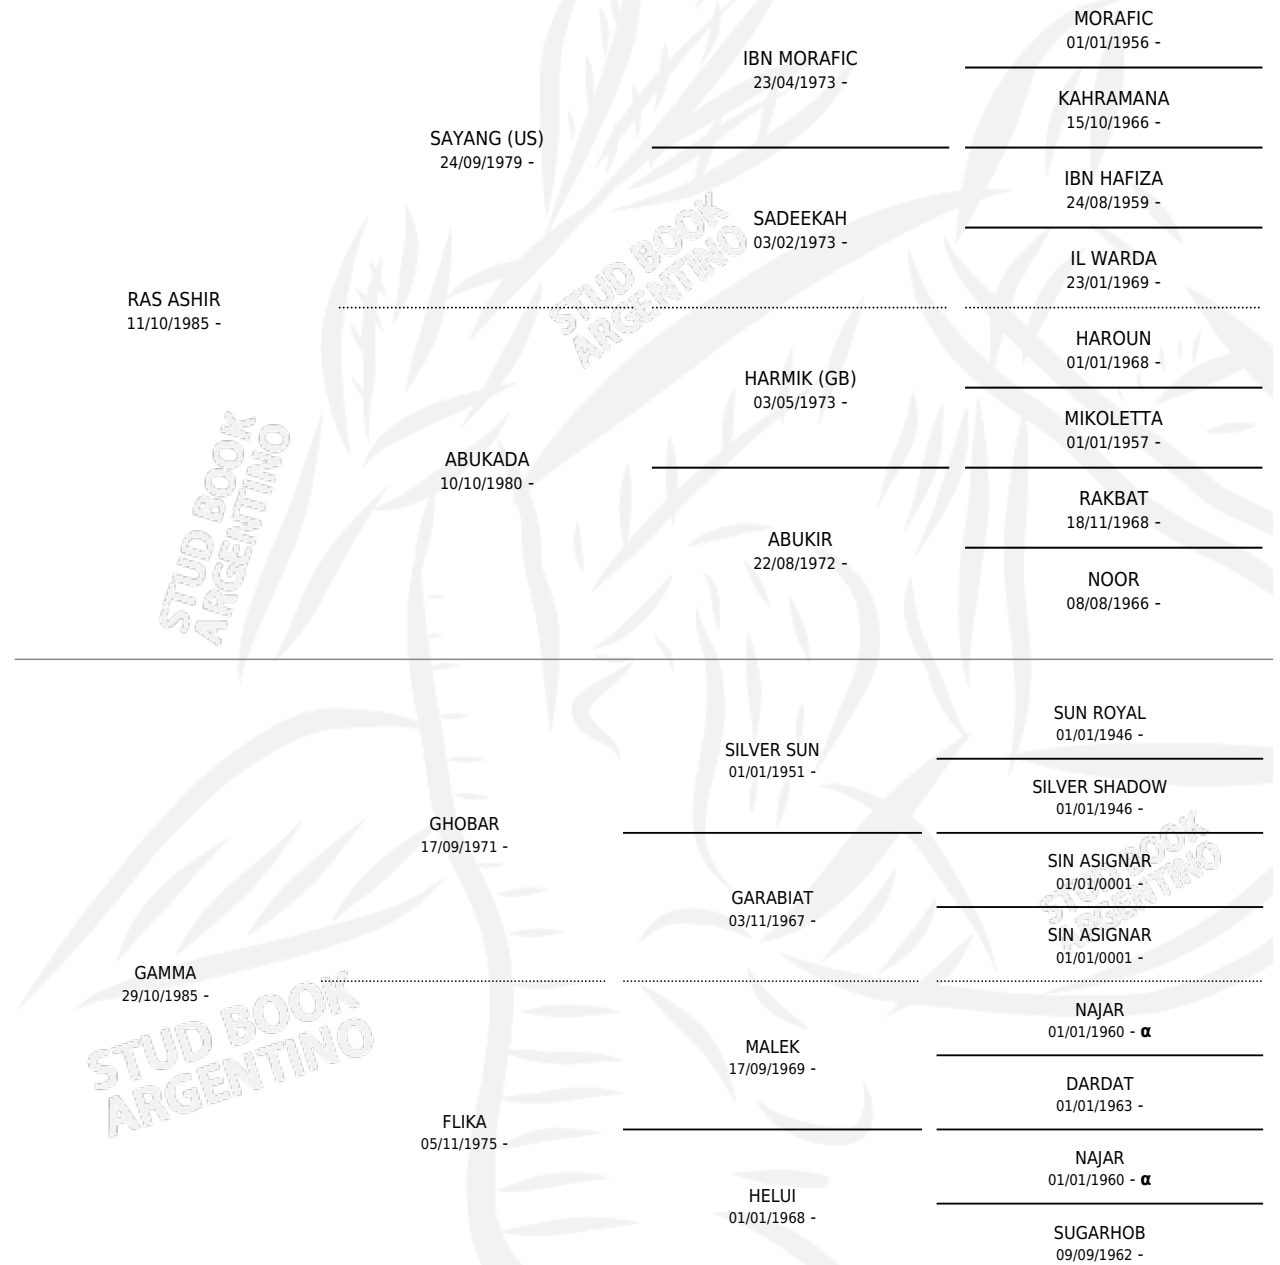 MORAFIC
01/01/1956 -
IBN MORAFIC
23/04/1973 -
KAHRAMANA
15/10/1966 -
SAYANG (US)
24/09/1979 -
IBN HAFIZA
24/08/1959 -
SADEEKAH
03/02/1973 -
IL WARDA
23/01/1969 -
RAS ASHIR
11/10/1985 -
HAROUN
01/01/1968 -
HARMIK (GB)
03/05/1973 -
MIKOLETTA
01/01/1957 -
ABUKADA
10/10/1980 -
RAKBAT
18/11/1968 -
ABUKIR
22/08/1972 -
NOOR
08/08/1966 -
STUD BOOK
ARGENTINO
STUD BOOK
ARGENTINO
SUN ROYAL
01/01/1946 -
SILVER SUN
01/01/1951 -
SILVER SHADOW
01/01/1946 -
GHOBAR
17/09/1971 -
SIN ASIGNAR
01/01/0001 -
GARABIAT
03/11/1967 -
SIN ASIGNAR
01/01/0001 -
GAMMA
29/10/1985 -
NAJAR
01/01/1960 - α
MALEK
17/09/1969 -
DARDAT
01/01/1963 -
FLIKA
05/11/1975 -
NAJAR
01/01/1960 - α
HELUI
01/01/1968 -
SUGARHOB
09/09/1962 -
STUD BOOK
ARGENTINO
STUD BOOK
ARGENTINO